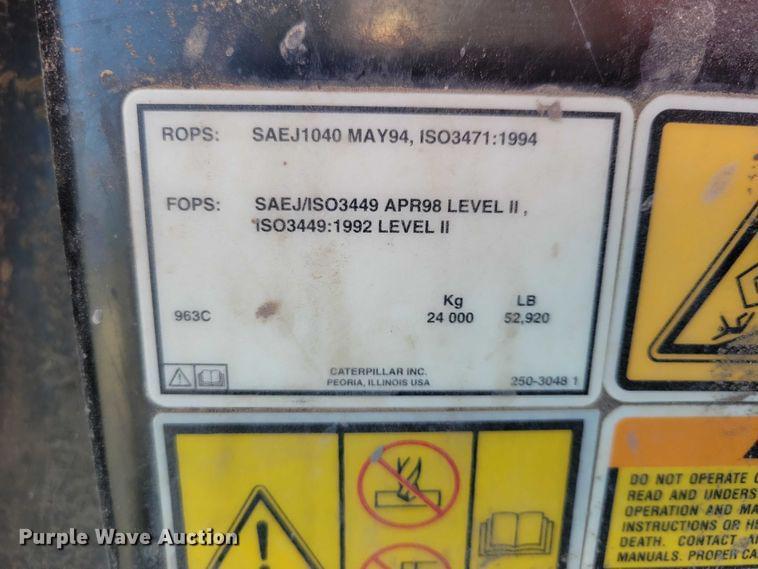 ROPS: SAEJ1040 MAY94, ISO3471:1994
FOPS: SAEJ/ISO3449 APR98 LEVEL II ,
ISO3449:1992 LEVEL II
Kg LB
963C 24 000 52,920
CATERPILLAR INC.
PEORIA, ILLINOIS USA 250-3048 1
DO NOT OPERATE
READ AND UNDERS
OPERATION AND MA
INSTRUCTIONS OR H
DEATH. CONTACT
MANUALS. PROPER CA
Purple Wave Auction